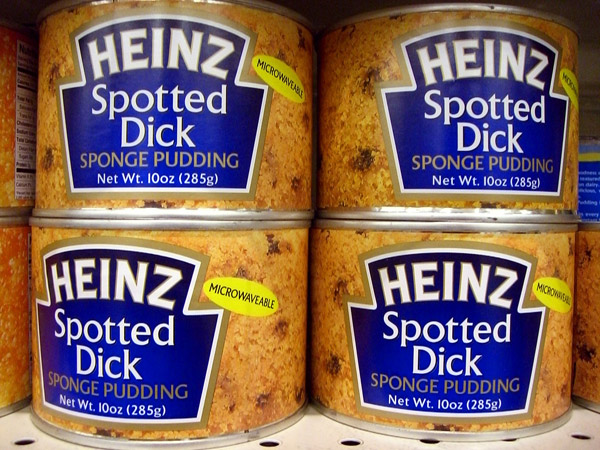 HEINZ
Spotted
Dick
SPONGE PUDDING
Net Wt. 10oz (285g)
MICROWAVEABLE
HEINZ
Spotted
Dick
SPONGE PUDDING
Net Wt. 10oz (285g)
HEINZ
Spotted
Dick
SPONGE PUDDING
Net Wt. 10oz (285g)
MICROWAVEABLE
HEINZ
Spotted
Dick
SPONGE PUDDING
Net Wt. 10oz (285g)
MICROWAVEABLE